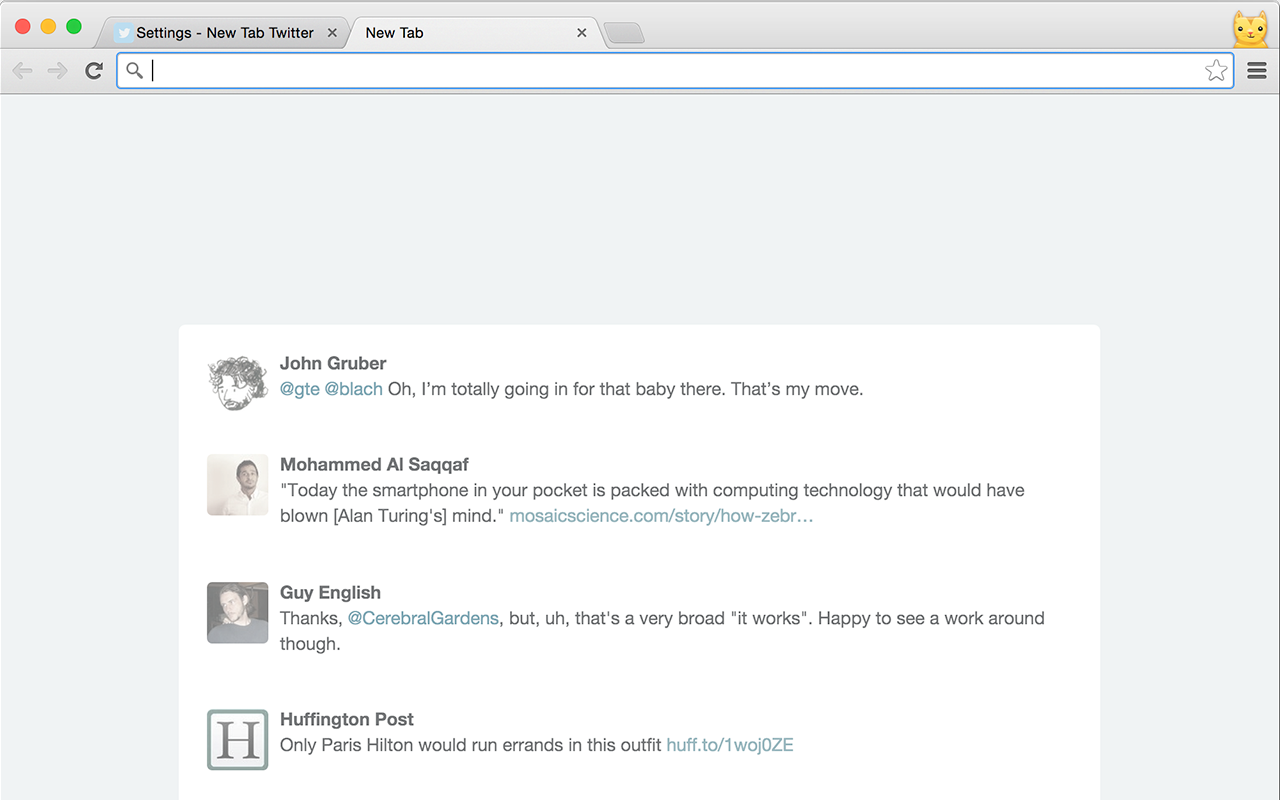 Settings - New Tab Twitter
New Tab
John Gruber
@gte @blach Oh, I’m totally going in for that baby there. That’s my move.
Mohammed Al Saqqaf
"Today the smartphone in your pocket is packed with computing technology that would have
blown [Alan Turing's] mind." mosaicscience.com/story/how-zebr…
Guy English
Thanks, @CerebralGardens, but, uh, that's a very broad "it works". Happy to see a work around
though.
H
Huffington Post
Only Paris Hilton would run errands in this outfit huff.to/1woj0ZE